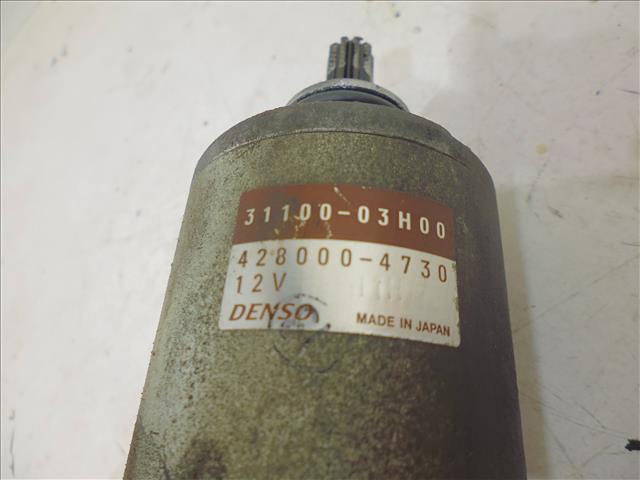 31100-03H00
428000-4730
12V
DENSO
MADE IN JAPAN